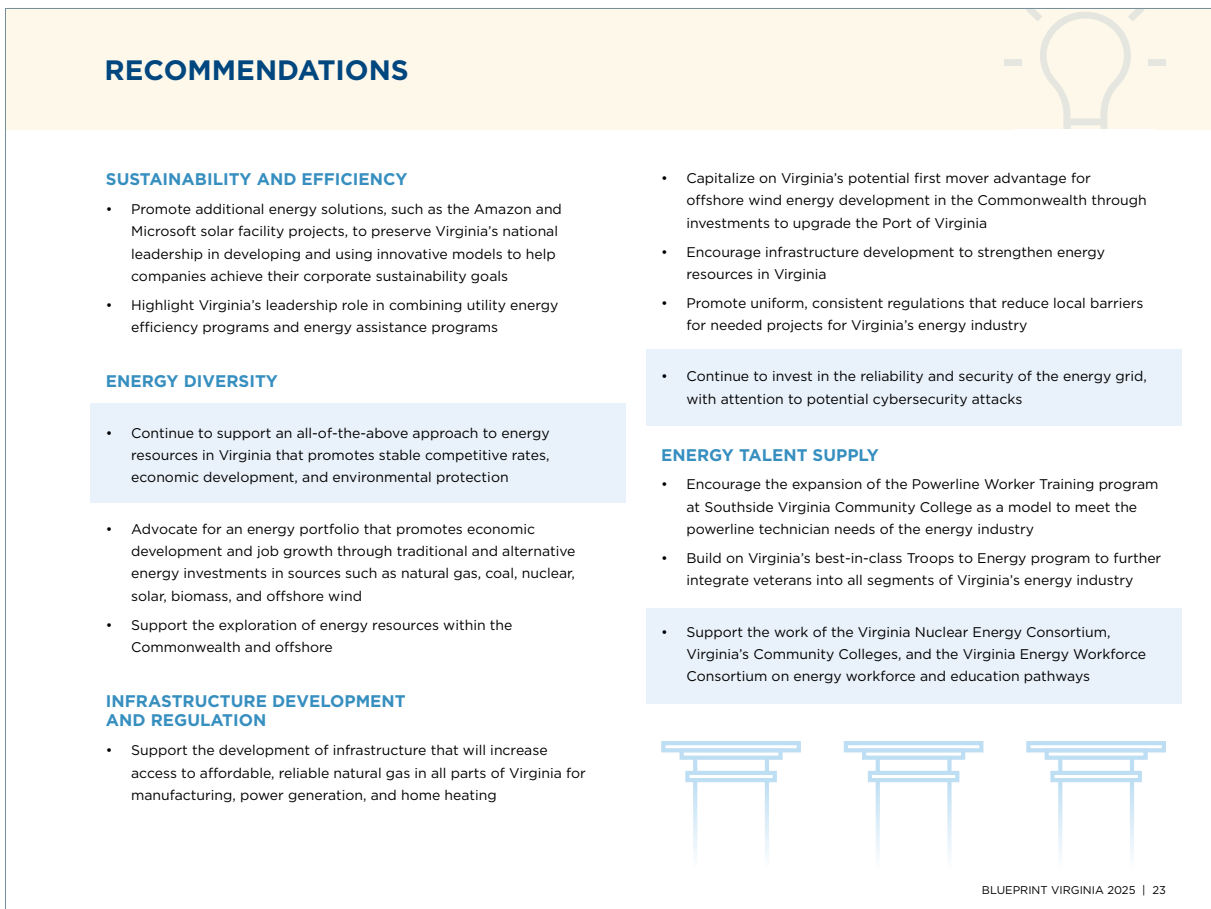 RECOMMENDATIONS
SUSTAINABILITY AND EFFICIENCY
• Promote additional energy solutions, such as the Amazon and
Microsoft solar facility projects, to preserve Virginia’s national
leadership in developing and using innovative models to help
companies achieve their corporate sustainability goals
• Highlight Virginia’s leadership role in combining utility energy
efficiency programs and energy assistance programs
ENERGY DIVERSITY
• Continue to support an all-of-the-above approach to energy
resources in Virginia that promotes stable competitive rates,
economic development, and environmental protection
• Advocate for an energy portfolio that promotes economic
development and job growth through traditional and alternative
energy investments in sources such as natural gas, coal, nuclear,
solar, biomass, and offshore wind
• Support the exploration of energy resources within the
Commonwealth and offshore
INFRASTRUCTURE DEVELOPMENT
AND REGULATION
• Support the development of infrastructure that will increase
access to affordable, reliable natural gas in all parts of Virginia for
manufacturing, power generation, and home heating
• Capitalize on Virginia’s potential first mover advantage for
offshore wind energy development in the Commonwealth through
investments to upgrade the Port of Virginia
• Encourage infrastructure development to strengthen energy
resources in Virginia
• Promote uniform, consistent regulations that reduce local barriers
for needed projects for Virginia’s energy industry
• Continue to invest in the reliability and security of the energy grid,
with attention to potential cybersecurity attacks
ENERGY TALENT SUPPLY
• Encourage the expansion of the Powerline Worker Training program
at Southside Virginia Community College as a model to meet the
powerline technician needs of the energy industry
• Build on Virginia’s best-in-class Troops to Energy program to further
integrate veterans into all segments of Virginia’s energy industry
• Support the work of the Virginia Nuclear Energy Consortium,
Virginia’s Community Colleges, and the Virginia Energy Workforce
Consortium on energy workforce and education pathways
BLUEPRINT VIRGINIA 2025 | 23